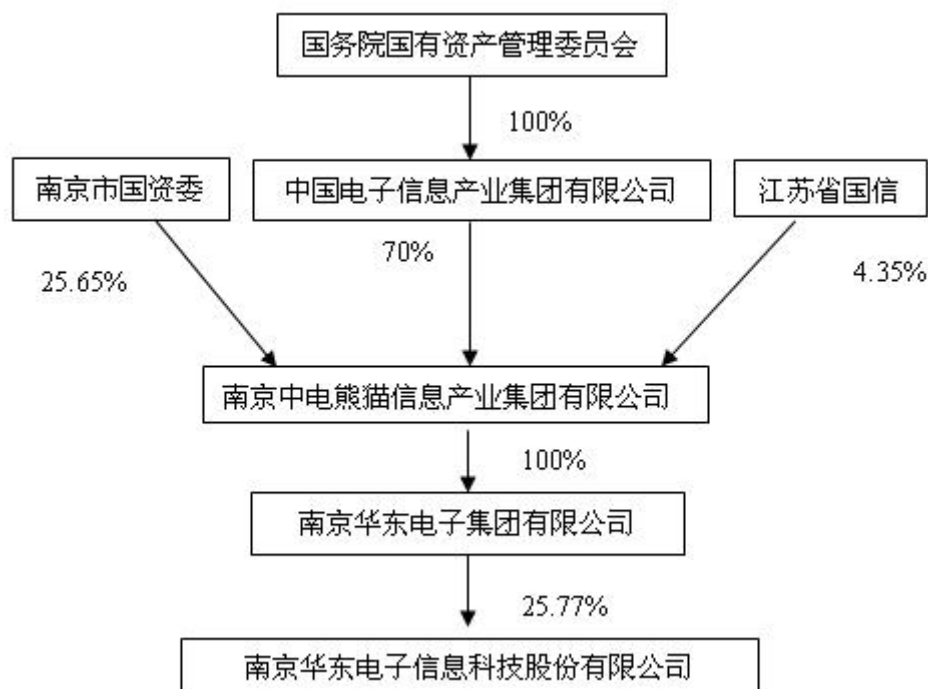 国务院国有资产管理委员会
100%
南京市国资委
中国电子信息产业集团有限公司
江苏省国信
25.65%
70%
4.35%
南京中电熊猫信息产业集团有限公司
100%
南京华东电子集团有限公司
25.77%
南京华东电子信息科技股份有限公司